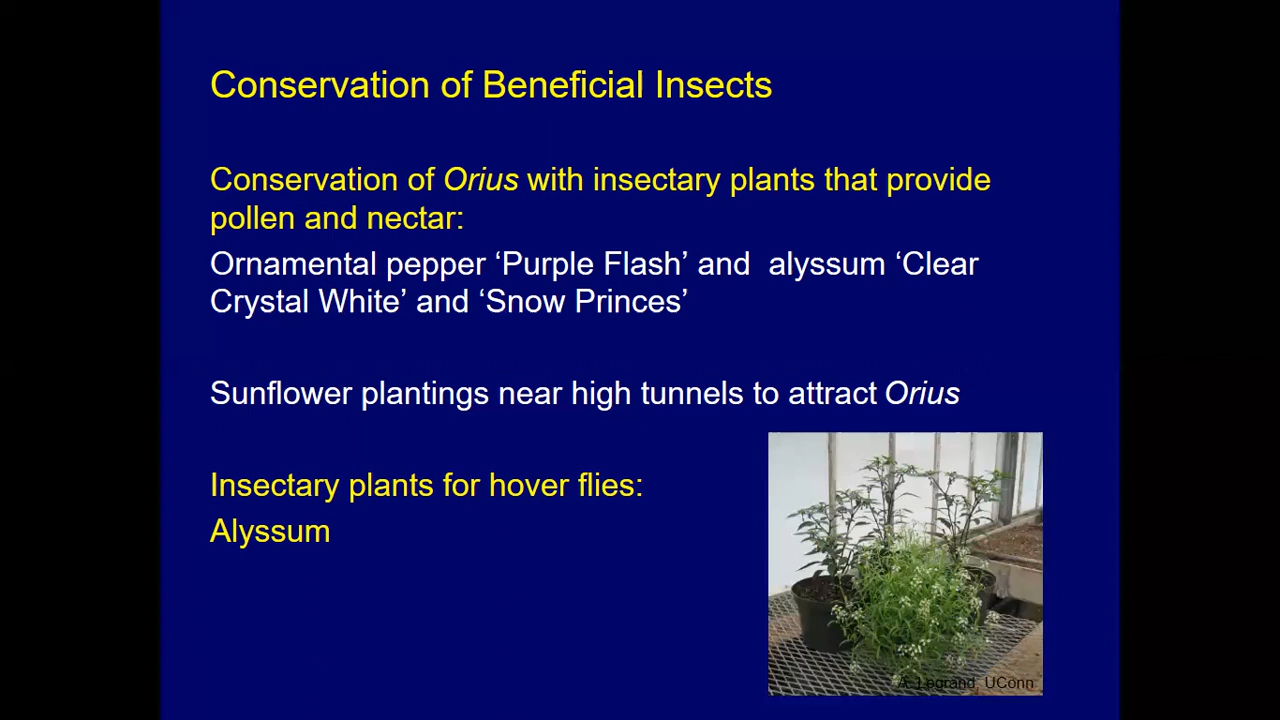 Conservation of Beneficial Insects
Conservation of Orius with insectary plants that provide
pollen and nectar:
Ornamental pepper ‘Purple Flash’ and alyssum ‘Clear
Crystal White’ and ‘Snow Princes’
Sunflower plantings near high tunnels to attract Orius
Insectary plants for hover flies:
Alyssum
A. Legrand, UConn